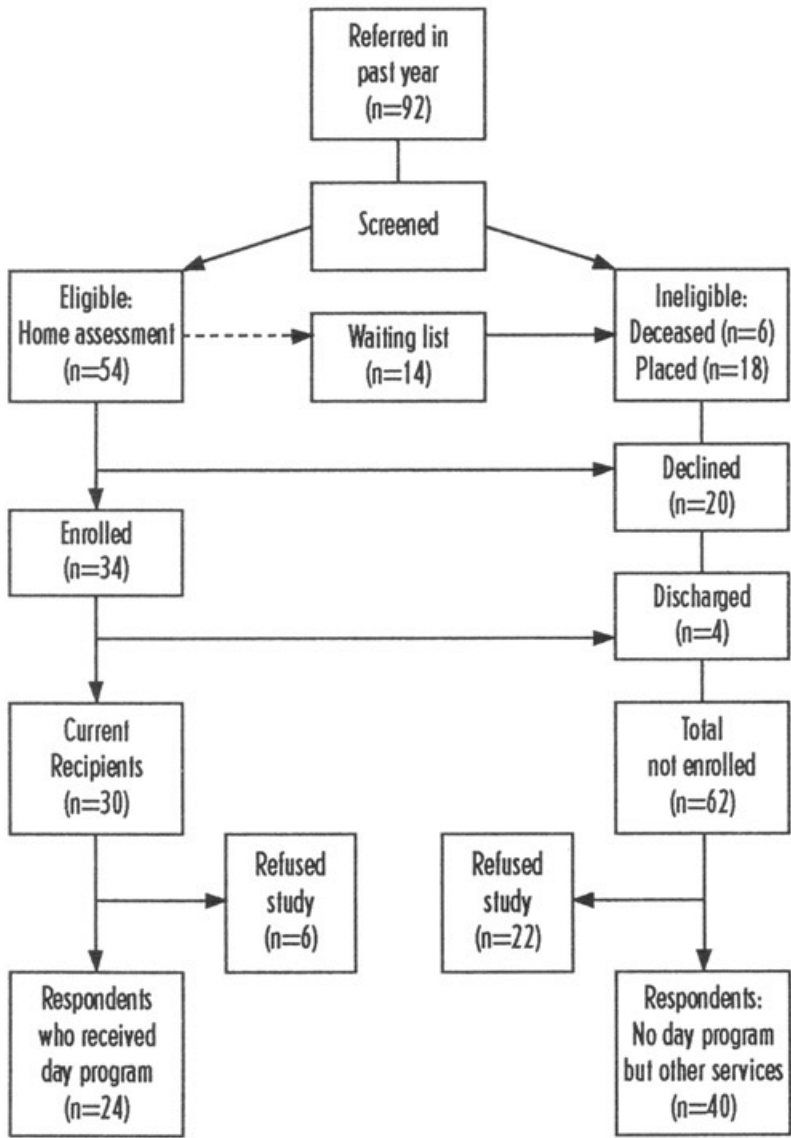 Referred in
past year
(n=92)
Screened
Eligible:
Home assessment
(n=54)
Waiting list
(n=14)
Ineligible:
Deceased (n=6)
Placed (n=18)
Declined
(n=20)
Enrolled
(n=34)
Discharged
(n=4)
Current
Recipients
(n=30)
Total
not enrolled
(n=62)
Refused
study
(n=6)
Refused
study
(n=22)
Respondents
who received
day program
(n=24)
Respondents:
No day program
but other services
(n=40)